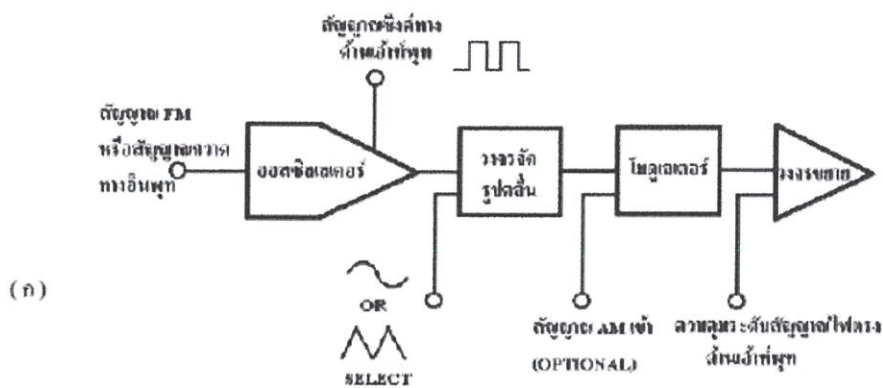 สัญญาณซิงค์ทาง
ด้านเอ้าท์พุท
สัญญาณ FM
หรือสัญญาณกวาด
ทางอินพุท
ออสซิลเลเตอร์
วงจรจัด
รูปคลื่น
โมดูเลเตอร์
วงจรขยาย
(ก)
OR
SELECT
สัญญาณ AM เข้า
(OPTIONAL)
ควบคุมระดับสัญญาณไฟตรง
ด้านเอ้าท์พุท